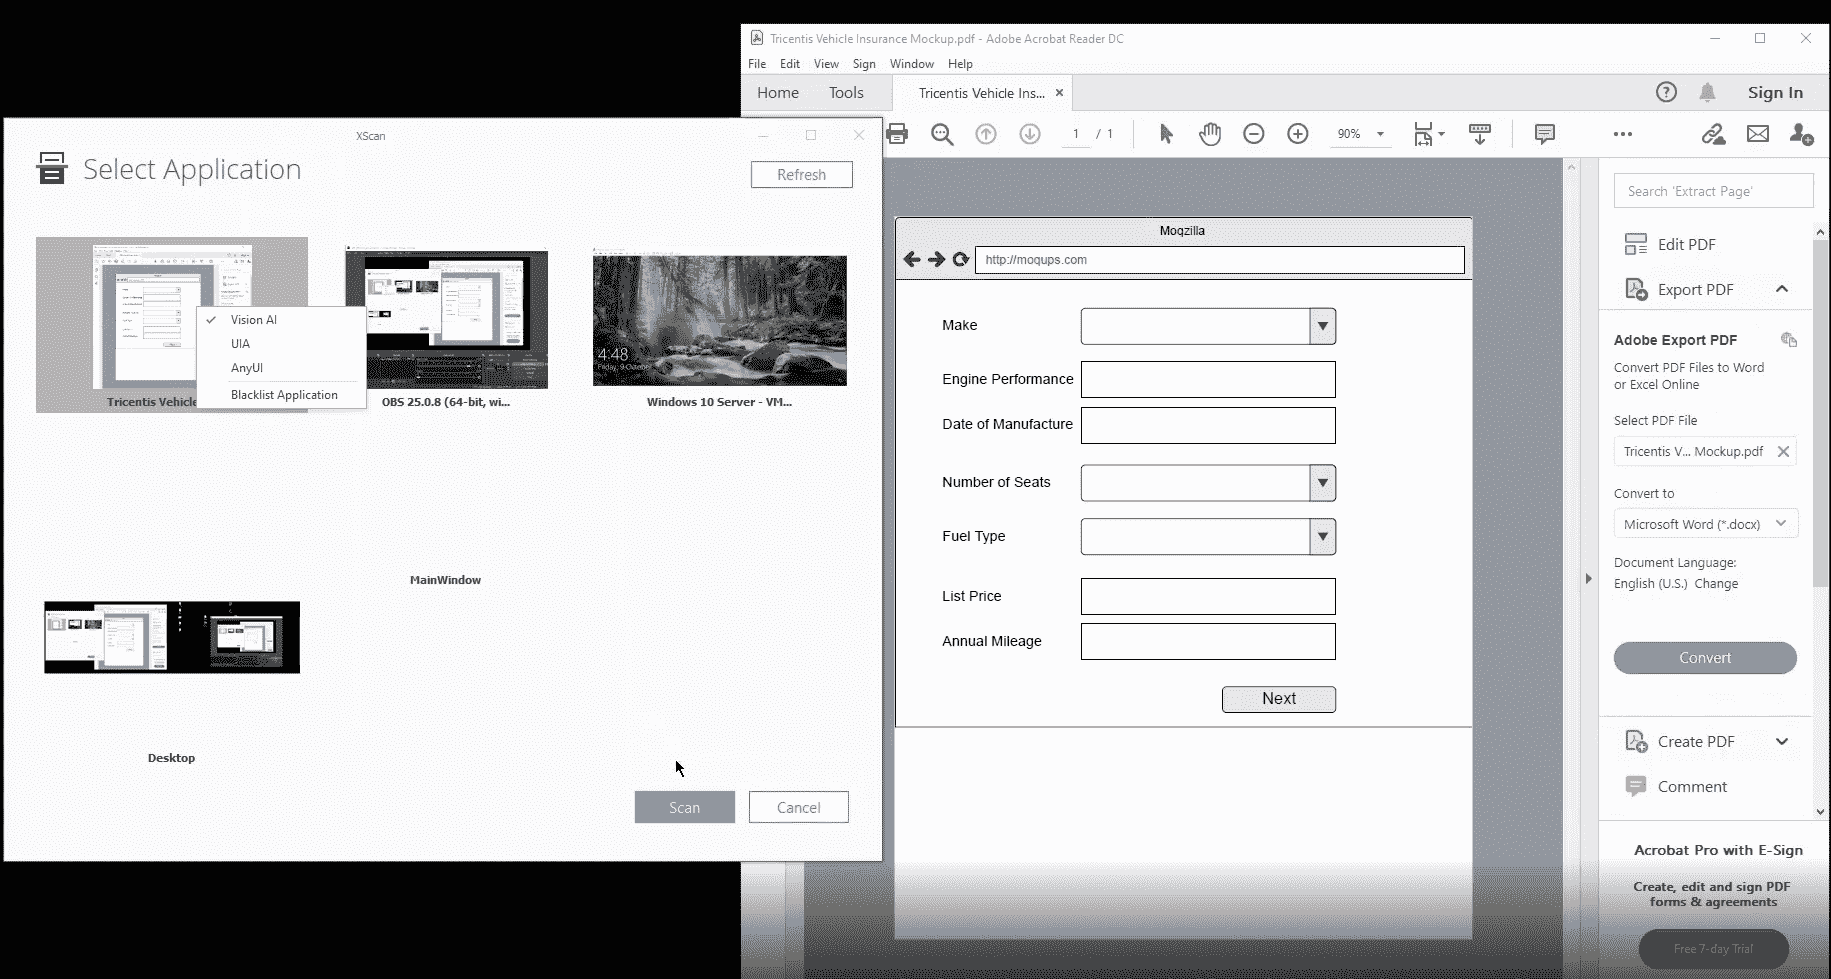 Tricentis Vehicle Insurance Mockup.pdf - Adobe Acrobat Reader DC
File Edit View Sign Window Help
Home Tools Tricentis Vehicle Ins... × Sign In
1 / 1 90%
XScan
Select Application
Refresh
Vision AI
UIA
AnyUI
Blacklist Application
Tricentis Vehicle
OBS 25.0.8 (64-bit, wi...
4:48
Friday, 9 October
Windows 10 Server - VM...
MainWindow
Desktop
Scan Cancel
Moqzilla
http://moqups.com
Make
Engine Performance
Date of Manufacture
Number of Seats
Fuel Type
List Price
Annual Mileage
Next
Search 'Extract Page'
Edit PDF
Export PDF
Adobe Export PDF
Convert PDF Files to Word
or Excel Online
Select PDF File
Tricentis V... Mockup.pdf
Convert to
Microsoft Word (*.docx)
Document Language:
English (U.S.) Change
Convert
Create PDF
Comment
Acrobat Pro with E-Sign
Create, edit and sign PDF
forms & agreements
Free 7-day Trial